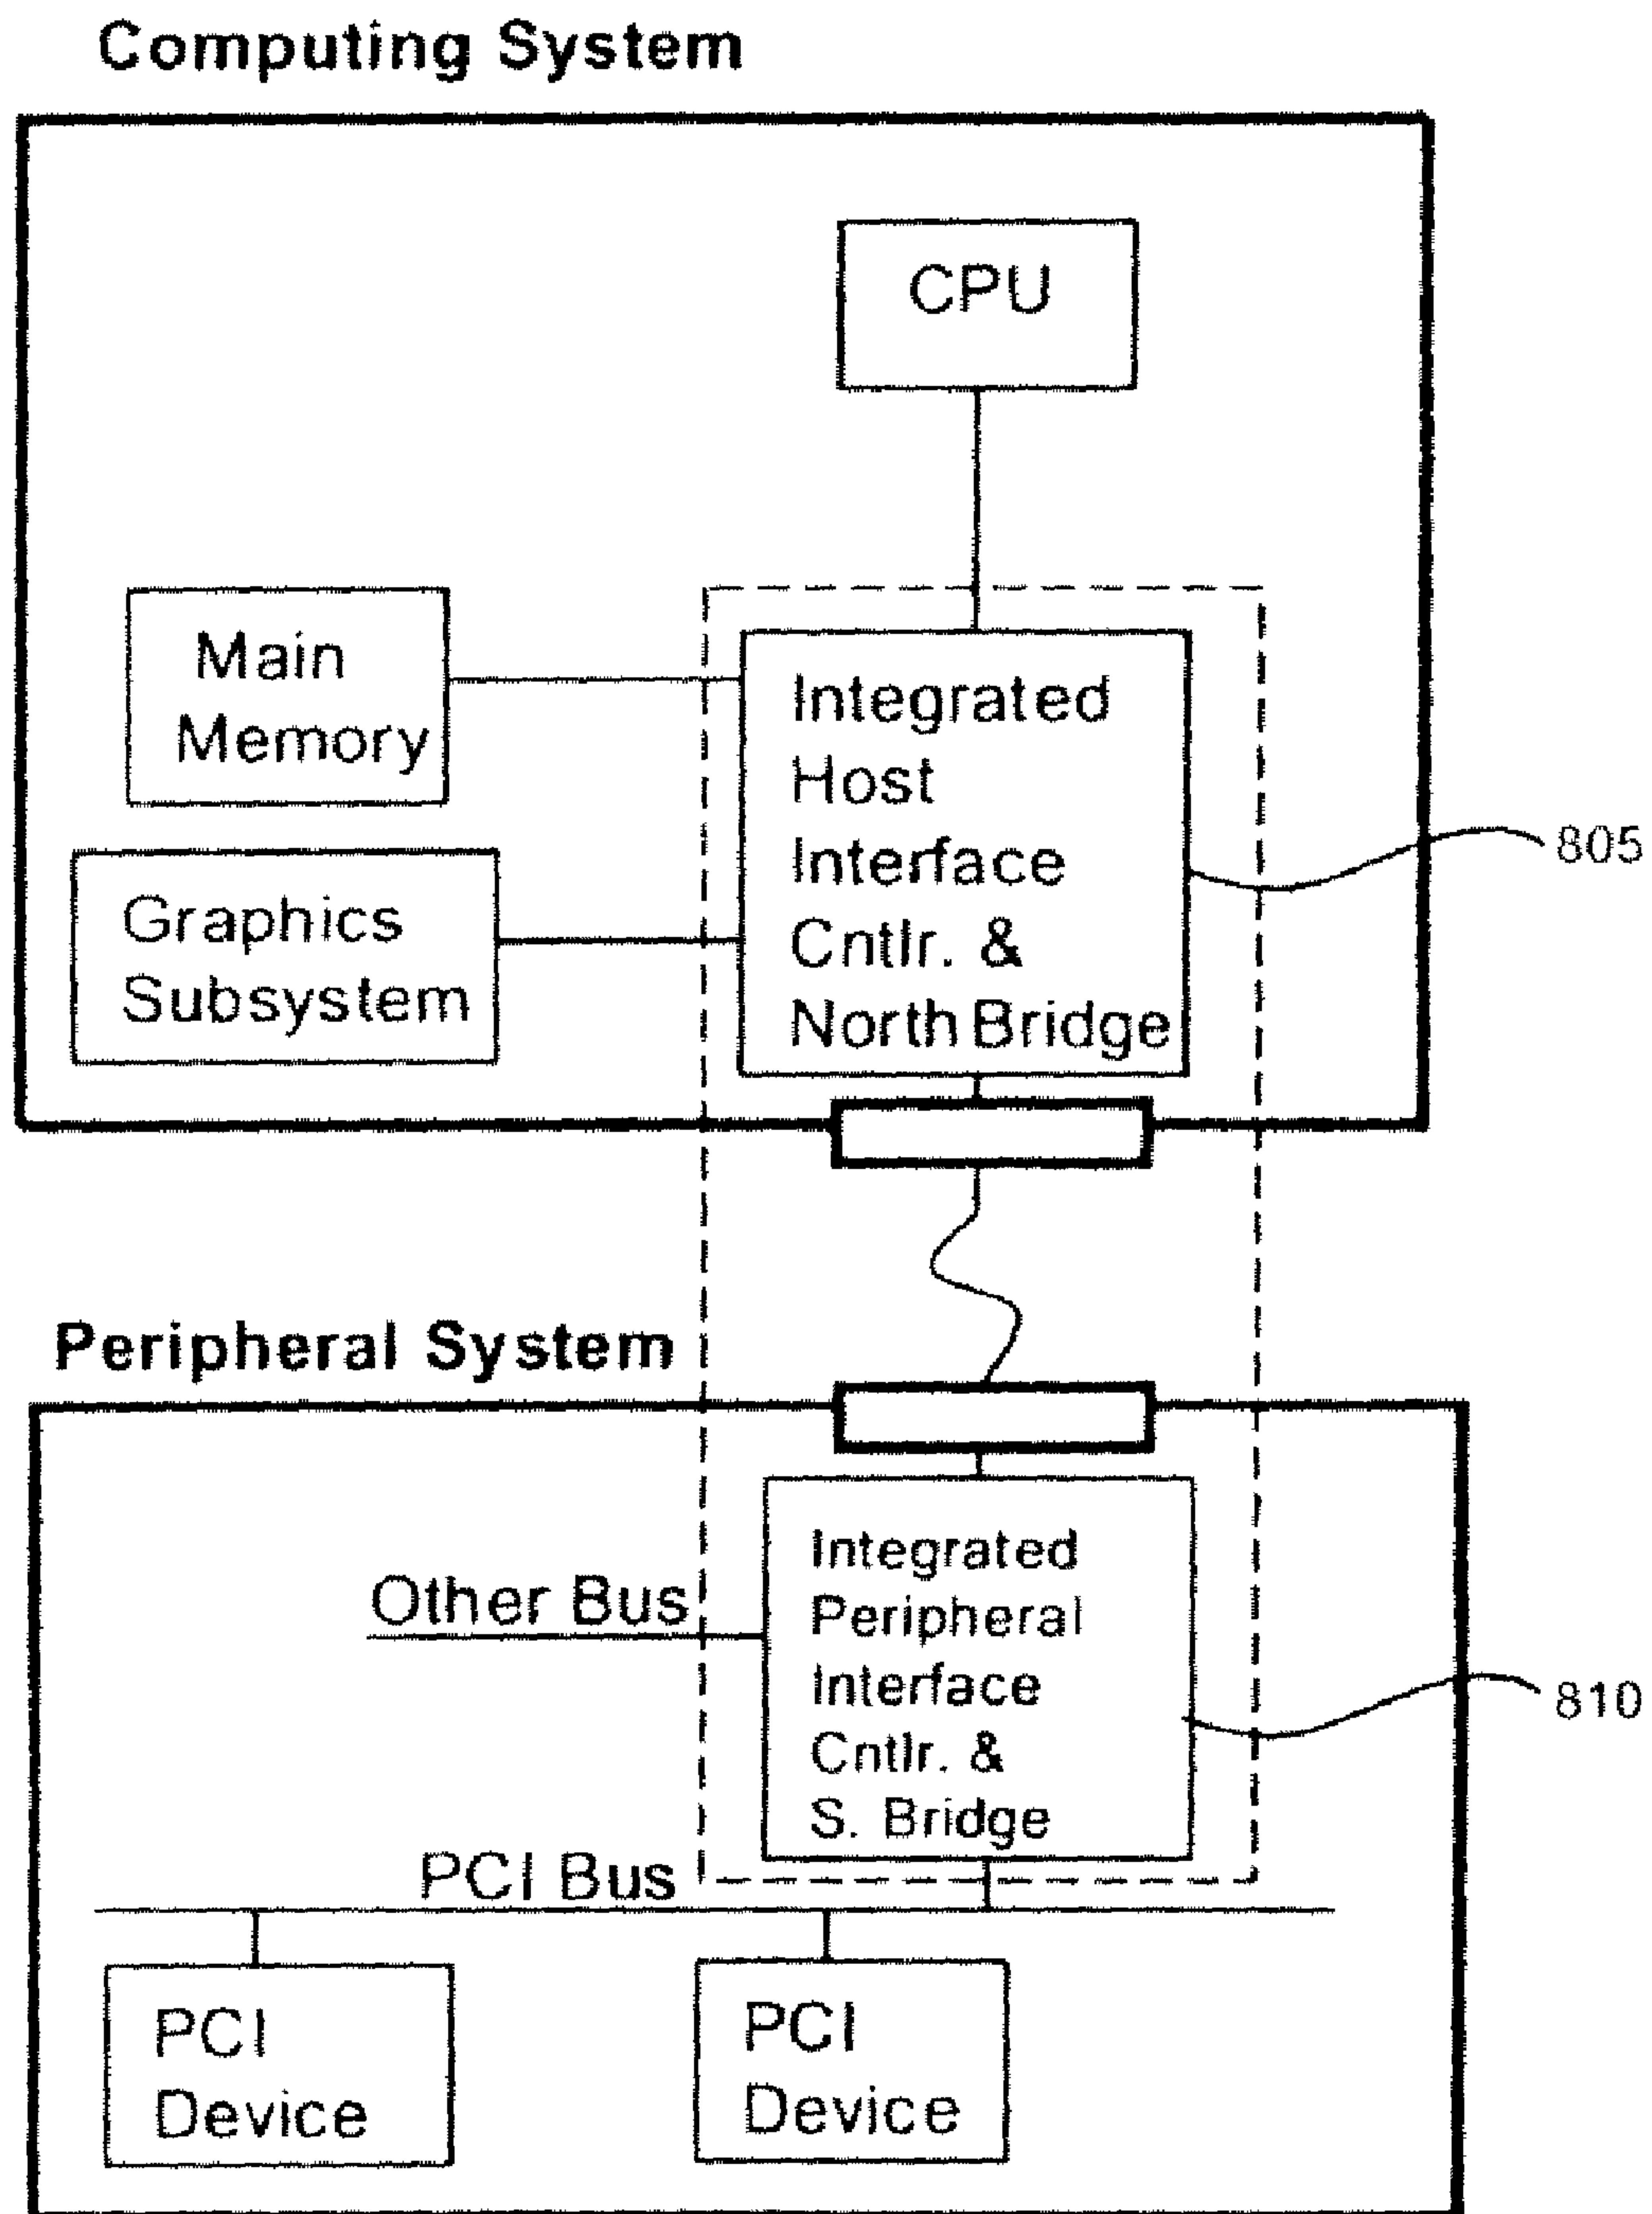 Computing System
CPU
Main
Memory
Graphics
Subsystem
Integrated
Host
Interface
Cntlr. &
North Bridge
805
Peripheral System
Other Bus
Integrated
Peripheral
Interface
Cntlr. &
S. Bridge
810
PCI Bus
PCI
Device
PCI
Device